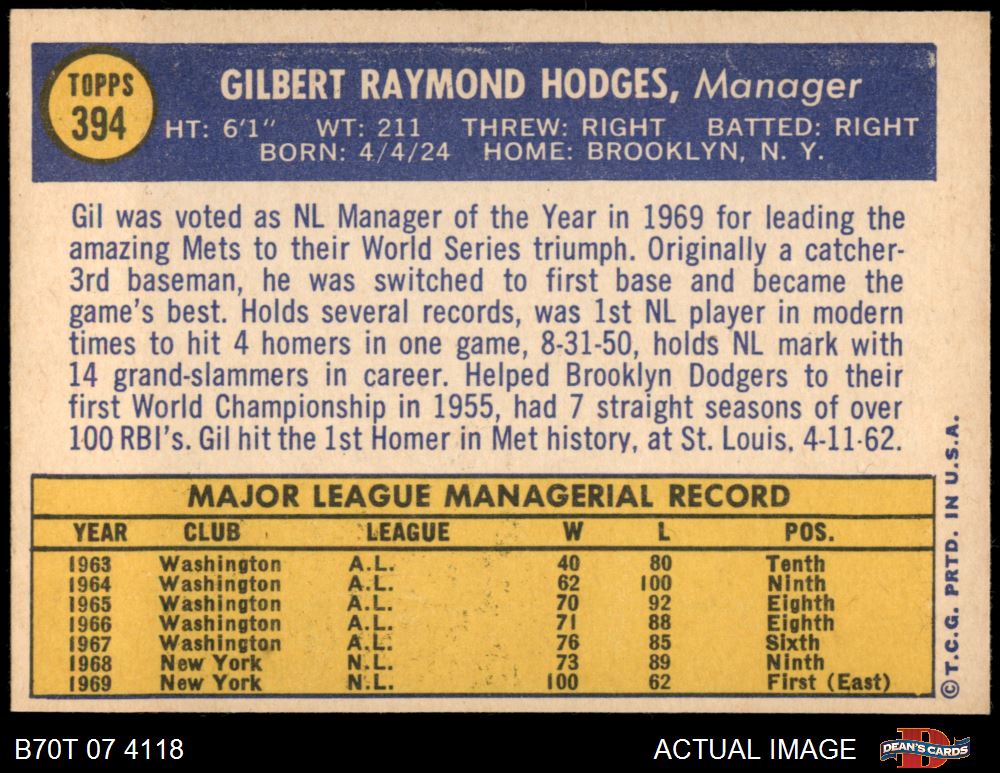 TOPPS
394
GILBERT RAYMOND HODGES, Manager
HT: 6'1" WT: 211 THREW: RIGHT BATTED: RIGHT
BORN: 4/4/24 HOME: BROOKLYN, N. Y.
Gil was voted as NL Manager of the Year in 1969 for leading the
amazing Mets to their World Series triumph. Originally a catcher-
3rd baseman, he was switched to first base and became the
game's best. Holds several records, was 1st NL player in modern
times to hit 4 homers in one game, 8-31-50, holds NL mark with
14 grand-slammers in career. Helped Brooklyn Dodgers to their
first World Championship in 1955, had 7 straight seasons of over
100 RBI's. Gil hit the 1st Homer in Met history, at St. Louis, 4-11-62.
MAJOR LEAGUE MANAGERIAL RECORD
YEAR CLUB LEAGUE W L POS.
1963 Washington A.L. 40 80 Tenth
1964 Washington A.L. 62 100 Ninth
1965 Washington A.L. 70 92 Eighth
1966 Washington A.L. 71 88 Eighth
1967 Washington A.L. 76 85 Sixth
1968 New York N.L. 73 89 Ninth
1969 New York N.L. 100 62 First (East)
©T.C.G. PRTD. IN U.S.A.
B70T 07 4118
ACTUAL IMAGE
B
DEAN'S CARDS